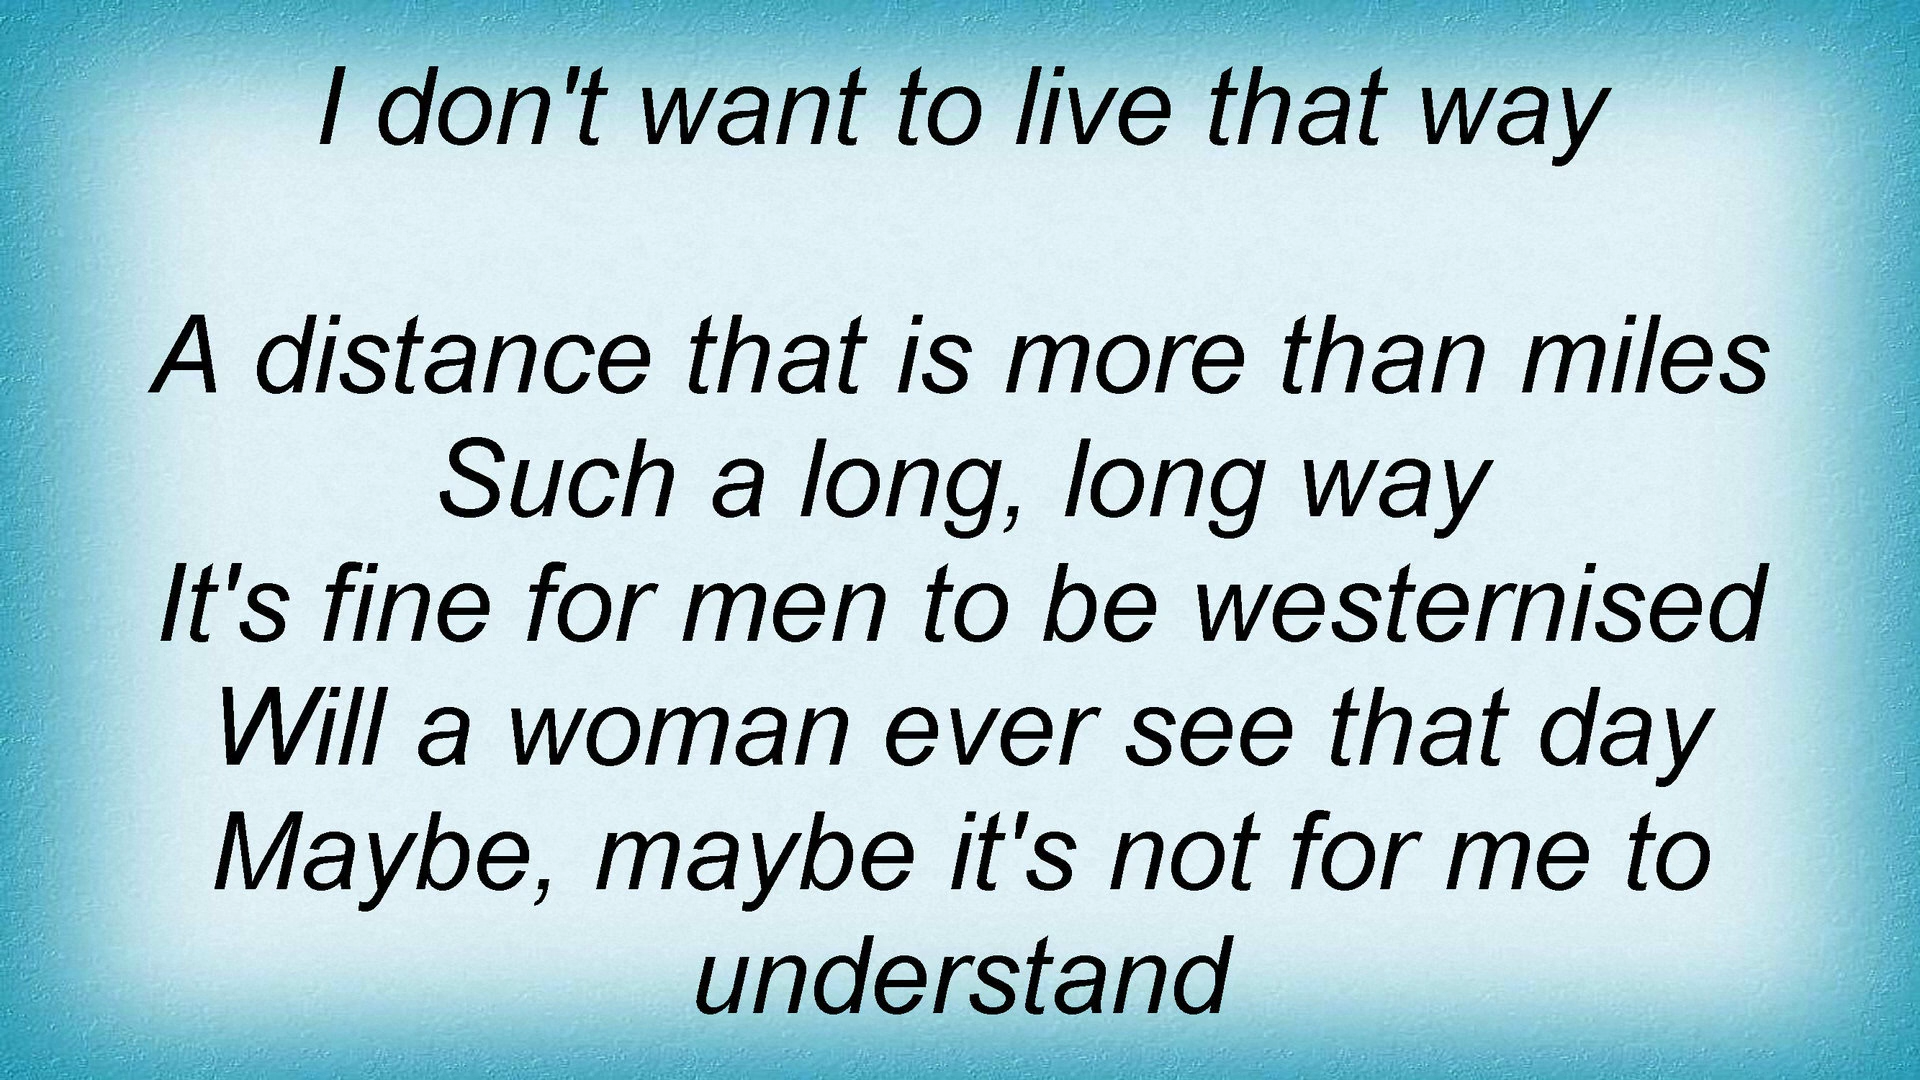 I don't want to live that way
A distance that is more than miles
Such a long, long way
It's fine for men to be westernised
Will a woman ever see that day
Maybe, maybe it's not for me to
understand